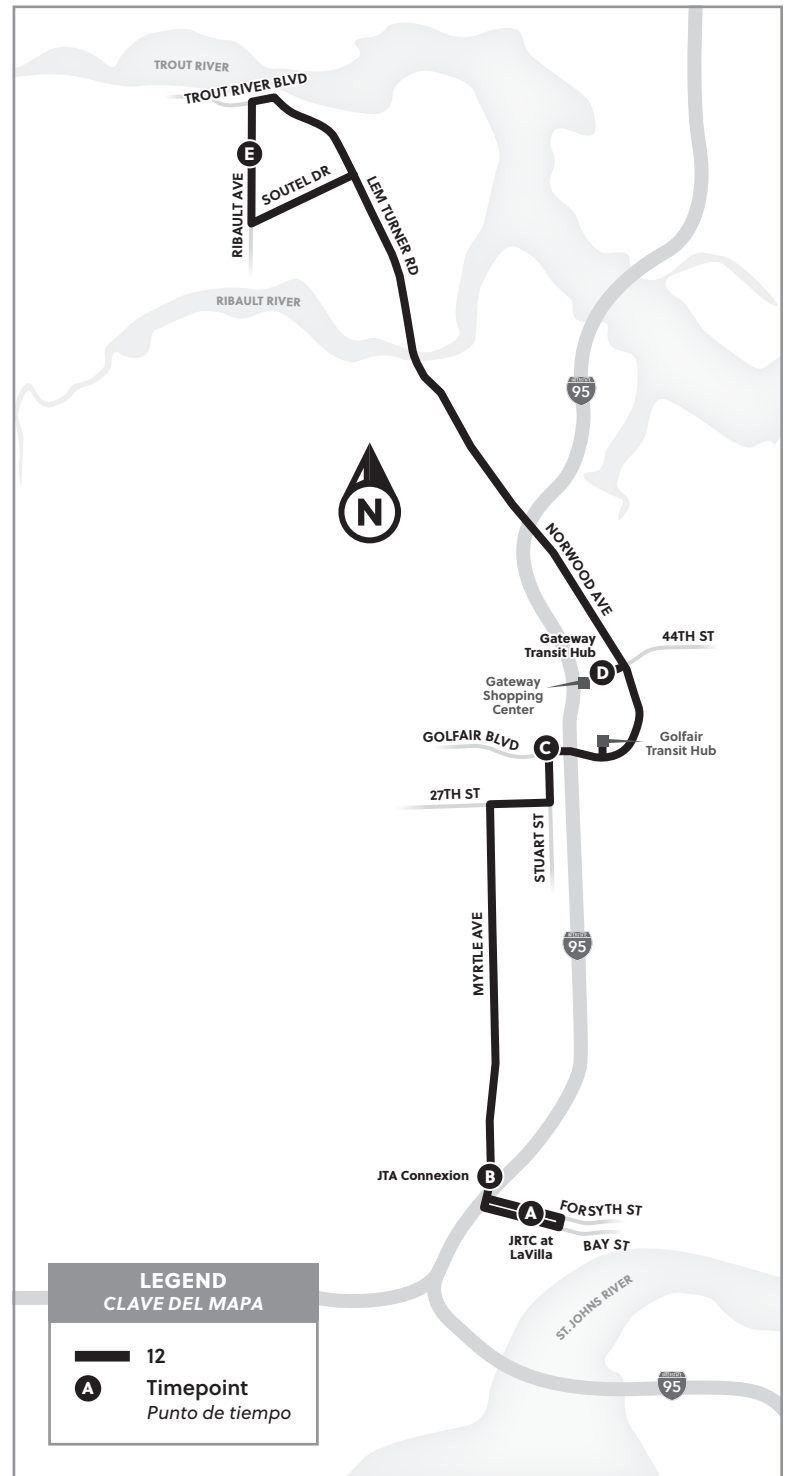 TROUT RIVER
TROUT RIVER BLVD
E
SOUTEL DR
RIBAULT AVE
LEM TURNER RD
RIBAULT RIVER
95
N
NORWOOD AVE
Gateway
Transit Hub
44TH ST
D
Gateway
Shopping
Center
GOLFAIR BLVD
C
Golfair
Transit Hub
27TH ST
STUART ST
MYRTLE AVE
95
JTA Connexion
B
A
FORSYTH ST
JRTC at
LaVilla
BAY ST
LEGEND
CLAVE DEL MAPA
ST. JOHNS RIVER
12
A
Timepoint
Punto de tiempo
95